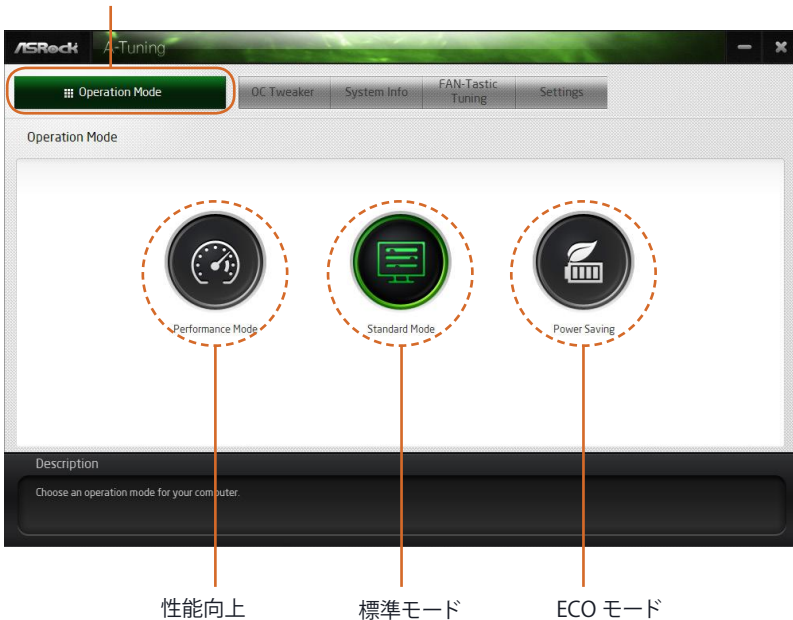 ASRock A-Tuning
Operation Mode OC Tweaker System Info FAN-Tastic Tuning Settings
Operation Mode
Performance Mode Standard Mode Power Saving
Description
Choose an operation mode for your computer.
性能向上 標準モード ECO モード